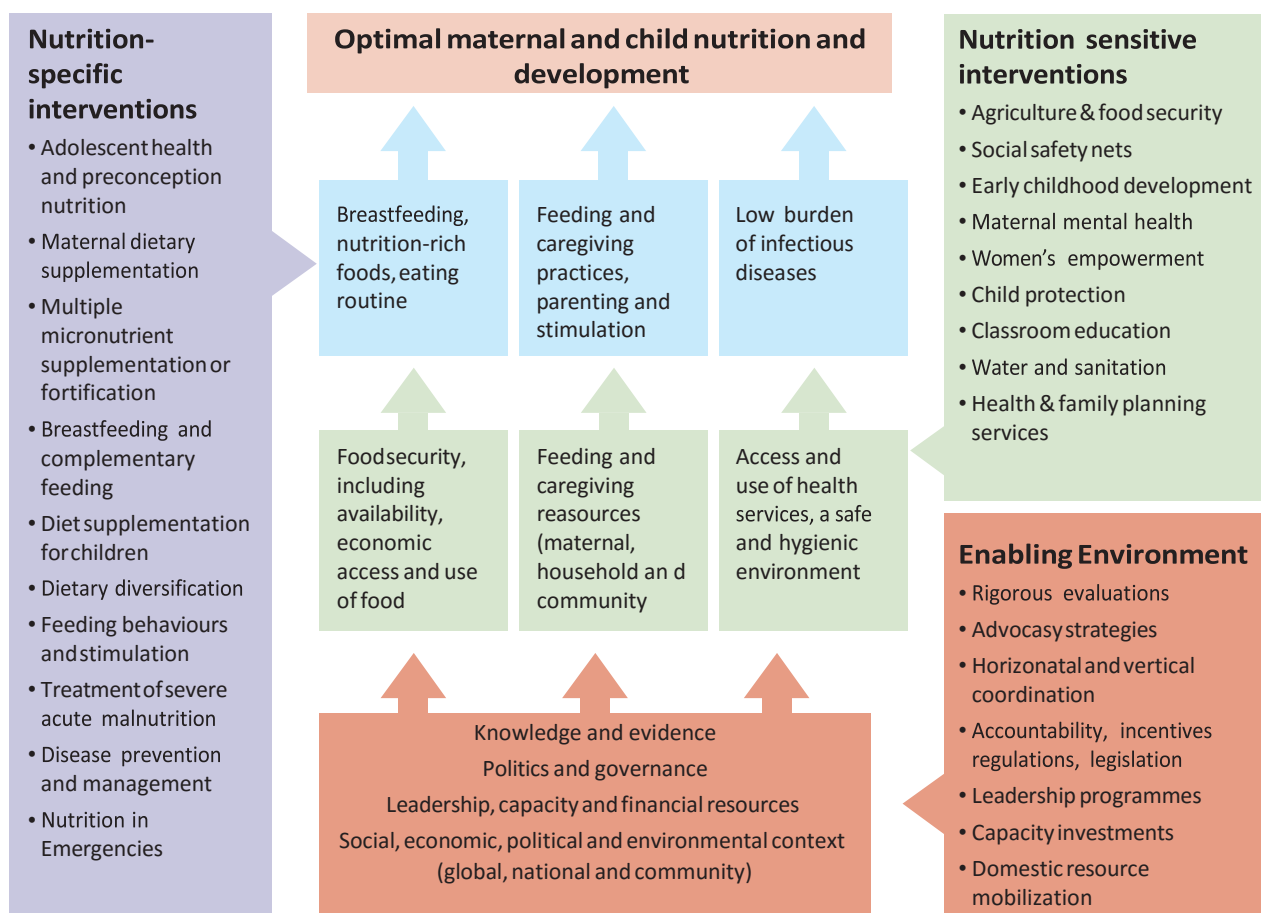 Nutrition-
specific
interventions
• Adolescent health
and preconception
nutrition
• Maternal dietary
supplementation
• Multiple
micronutrient
supplementation or
fortification
• Breastfeeding and
complementary
feeding
• Diet supplementation
for children
• Dietary diversification
• Feeding behaviours
and stimulation
• Treatment of severe
acute malnutrition
• Disease prevention
and management
• Nutrition in
Emergencies
Optimal maternal and child nutrition and
development
Breastfeeding,
nutrition-rich
foods, eating
routine
Feeding and
caregiving
practices,
parenting and
stimulation
Low burden
of infectious
diseases
Food security,
including
availability,
economic
access and use
of food
Feeding and
caregiving
reasources
(maternal,
household an d
community
Access and
use of health
services, a safe
and hygienic
environment
Knowledge and evidence
Politics and governance
Leadership, capacity and financial resources
Social, economic, political and environmental context
(global, national and community)
Nutrition sensitive
interventions
• Agriculture & food security
• Social safety nets
• Early childhood development
• Maternal mental health
• Women's empowerment
• Child protection
• Classroom education
• Water and sanitation
• Health & family planning
services
Enabling Environment
• Rigorous evaluations
• Advocasy strategies
• Horizonatal and vertical
coordination
• Accountability, incentives
regulations, legislation
• Leadership programmes
• Capacity investments
• Domestic resource
mobilization